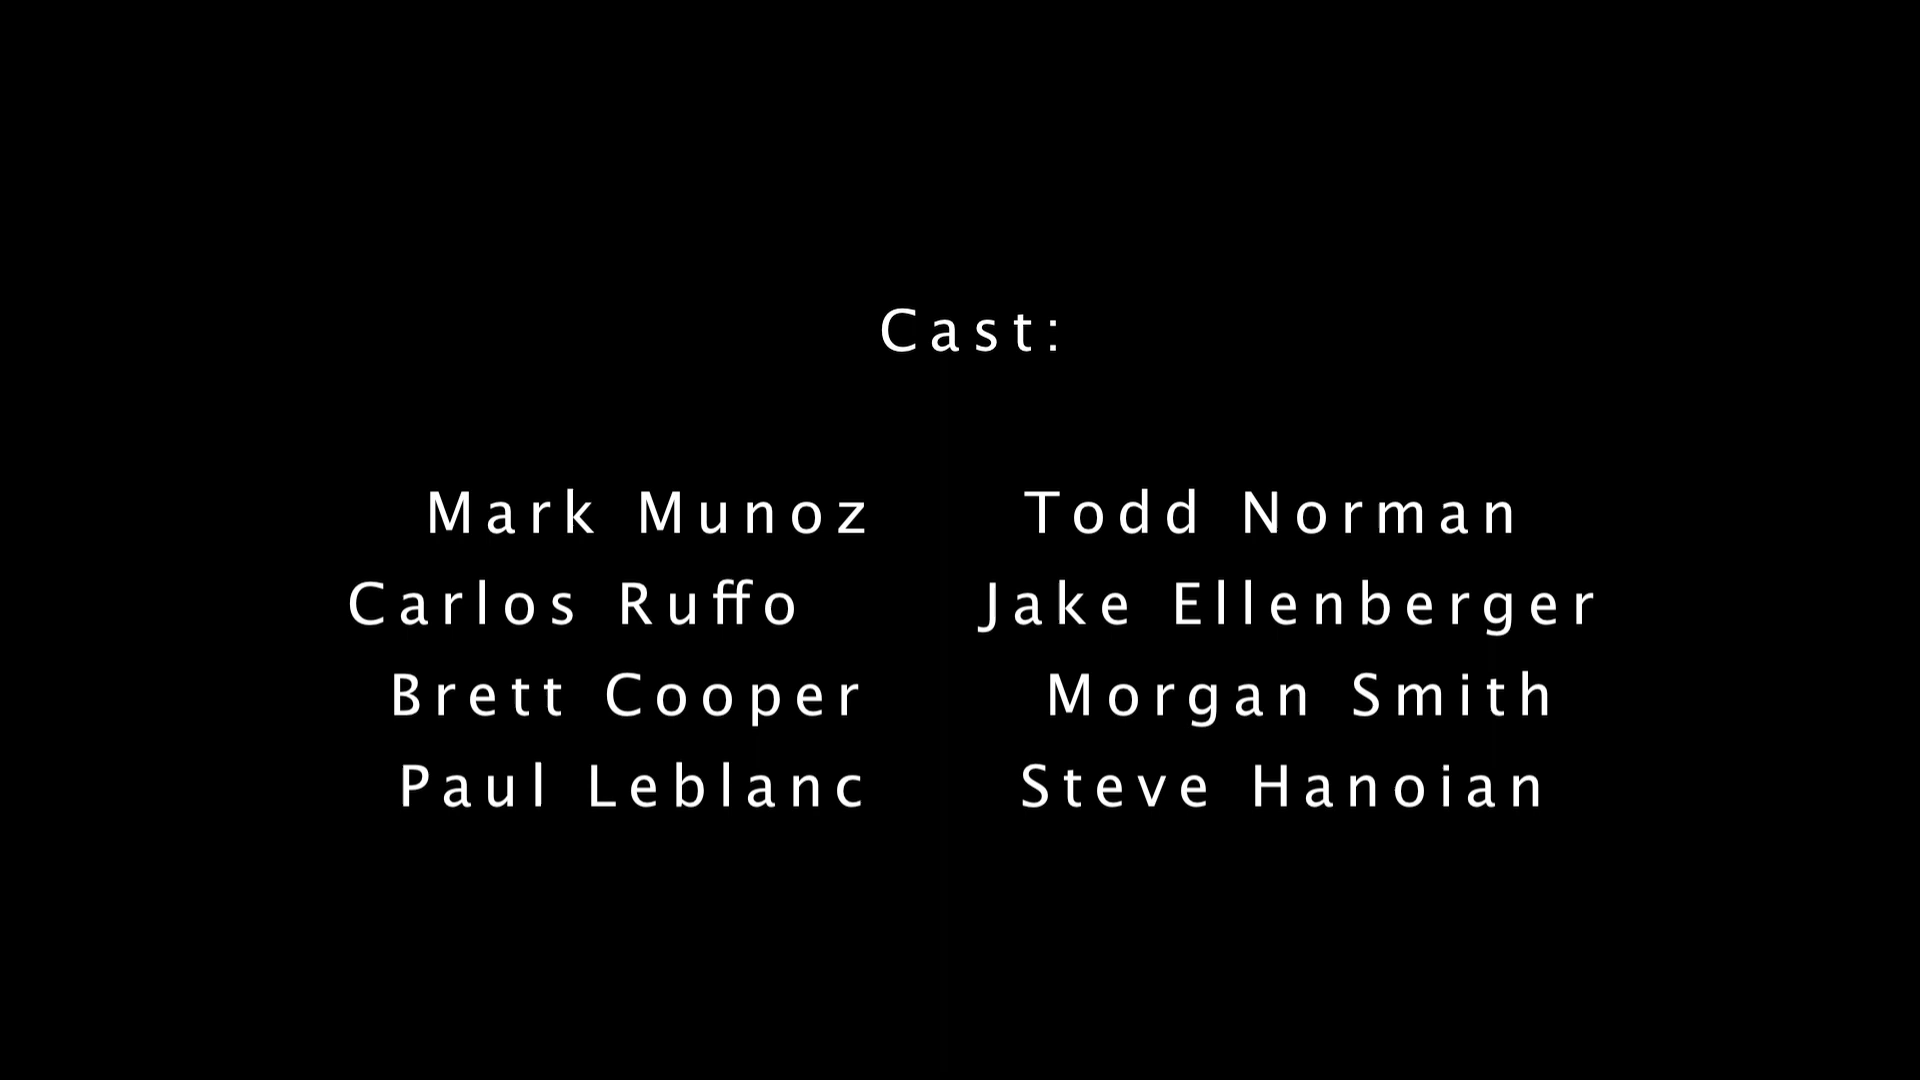 Cast:
Mark Munoz Todd Norman
Carlos Ruffo Jake Ellenberger
Brett Cooper Morgan Smith
Paul Leblanc Steve Hanoian